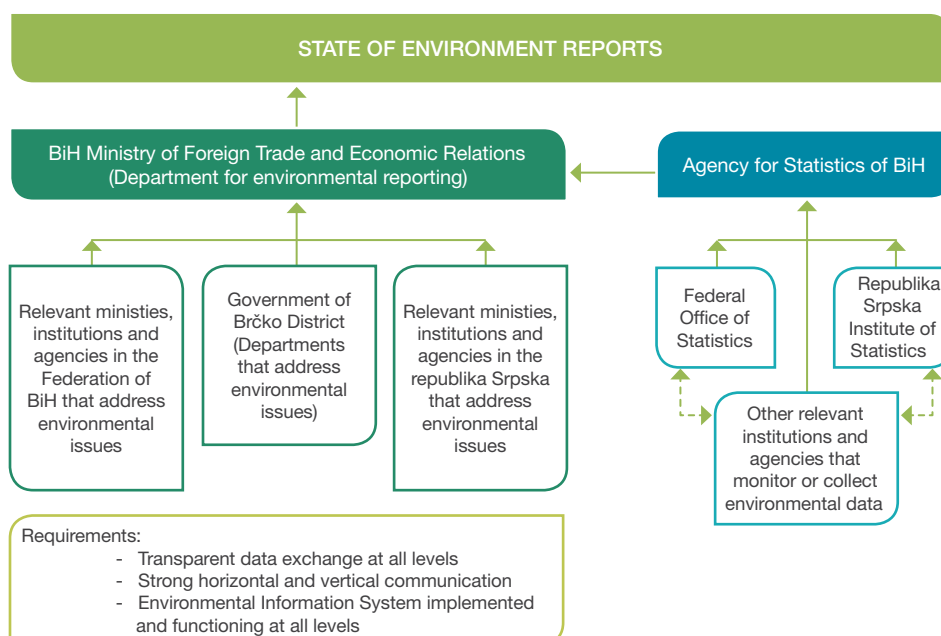 STATE OF ENVIRONMENT REPORTS
BiH Ministry of Foreign Trade and Economic Relations
(Department for environmental reporting)
Agency for Statistics of BiH
Relevant ministies,
institutions and
agencies in the
Federation of
BiH that address
environmental
issues
Government of
Brčko District
(Departments
that address
environmental
issues)
Relevant ministries,
institutions and
agencies in the
republika Srpska
that address
environmental
issues
Federal
Office of
Statistics
Republika
Srpska
Institute of
Statistics
Other relevant
institutions and
agencies that
monitor or collect
environmental data
Requirements:
- Transparent data exchange at all levels
- Strong horizontal and vertical communication
- Environmental Information System implemented
and functioning at all levels